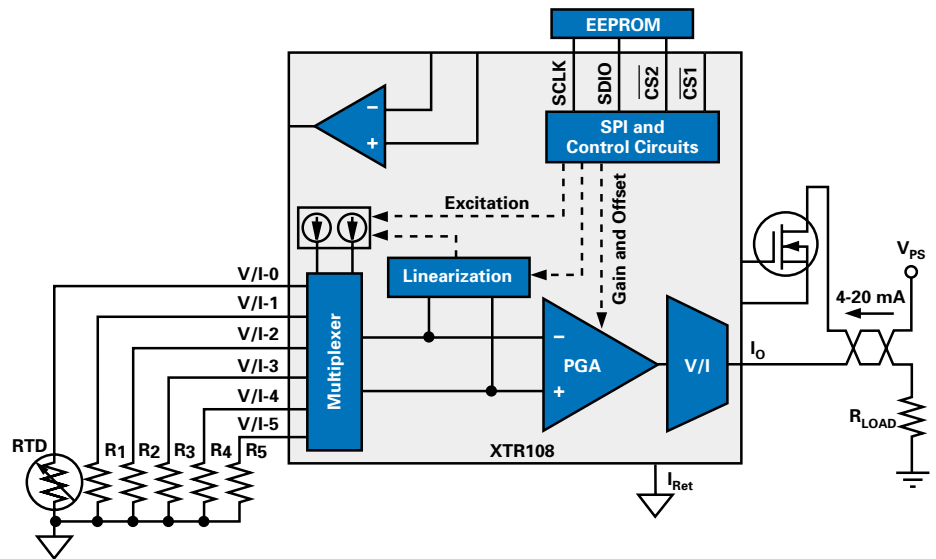 EEPROM
SCLK
SDIO
CS2
CS1
SPI and
Control Circuits
−
+
Excitation
Gain and Offset
Linearization
V/I-0
V/I-1
V/I-2
V/I-3
V/I-4
V/I-5
Multiplexer
−
PGA
+
V/I
IO
VPS
4-20 mA
RLOAD
RTD
R1
R2
R3
R4
R5
XTR108
IRet